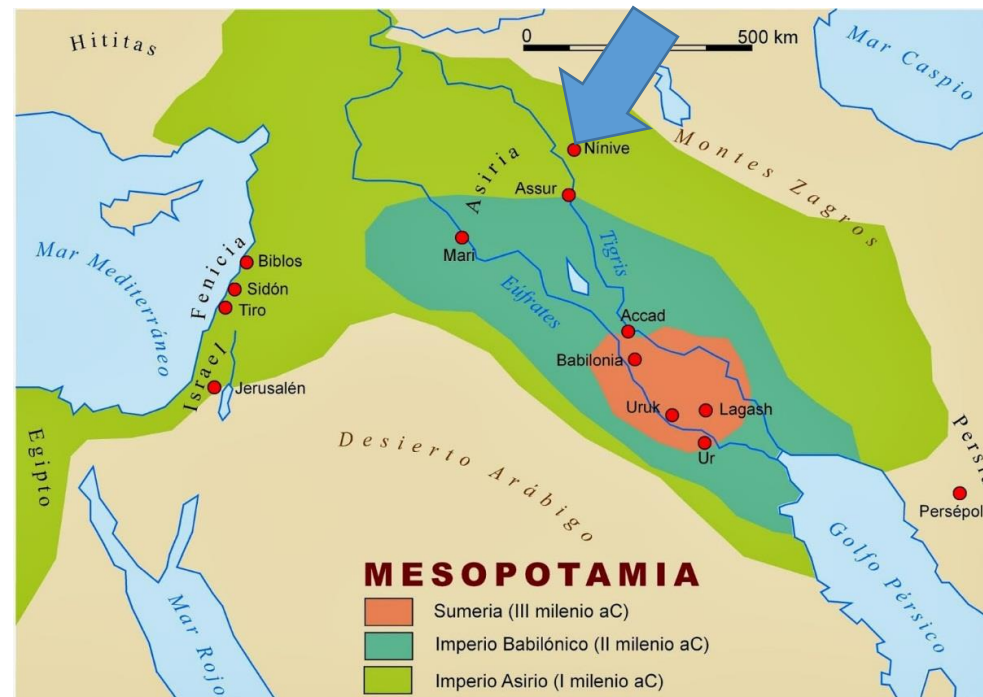 Hititas
0 500 km
Mar Caspio
Montes Zagros
Nínive
Asiria
Assur
Mar Mediterráneo
Fenicia
Biblos
Sidón
Tiro
Mari
Tigris
Eúfrates
Accad
Babilonia
Israel
Jerusalén
Uruk
Lagash
Ur
Egipto
Desierto Arábigo
Persia
Persépol
Golfo Pérsico
Mar Rojo
MESOPOTAMIA
Sumeria (III milenio aC)
Imperio Babilónico (II milenio aC)
Imperio Asirio (I milenio aC)